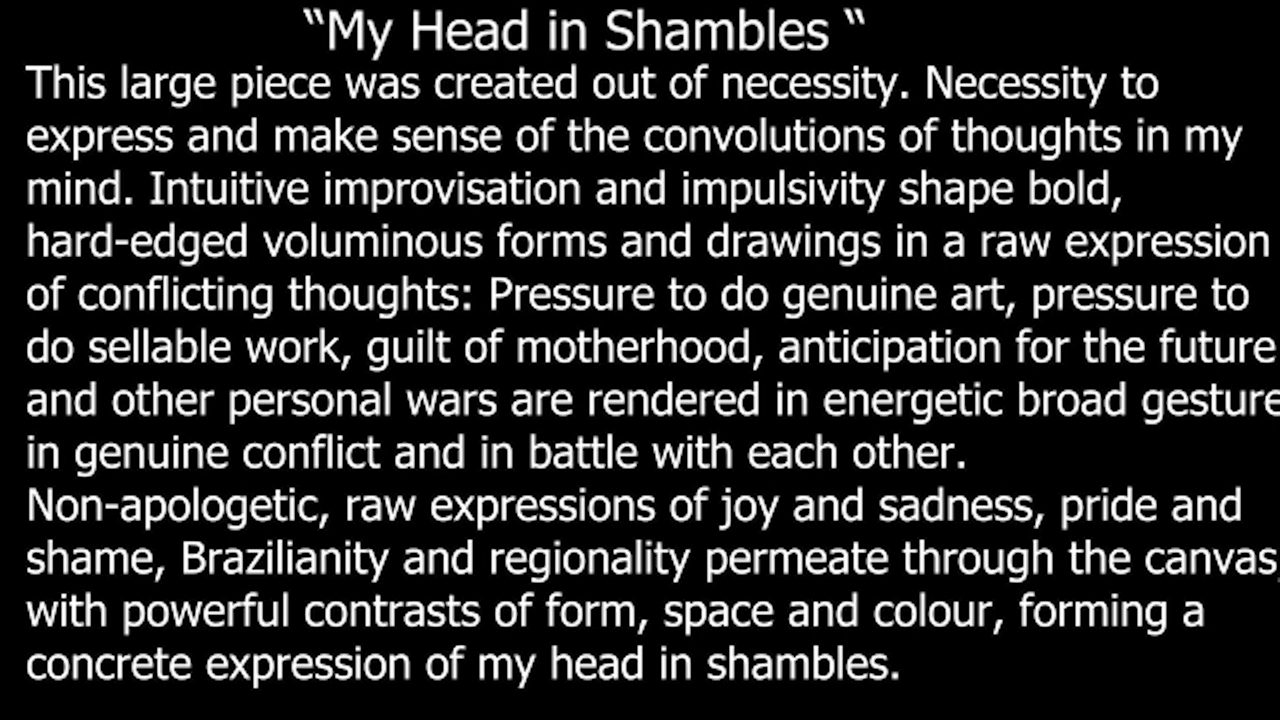 “My Head in Shambles “
This large piece was created out of necessity. Necessity to
express and make sense of the convolutions of thoughts in my
mind. Intuitive improvisation and impulsivity shape bold,
hard-edged voluminous forms and drawings in a raw expression
of conflicting thoughts: Pressure to do genuine art, pressure to
do sellable work, guilt of motherhood, anticipation for the future
and other personal wars are rendered in energetic broad gesture
in genuine conflict and in battle with each other.
Non-apologetic, raw expressions of joy and sadness, pride and
shame, Brazilianity and regionality permeate through the canvas
with powerful contrasts of form, space and colour, forming a
concrete expression of my head in shambles.